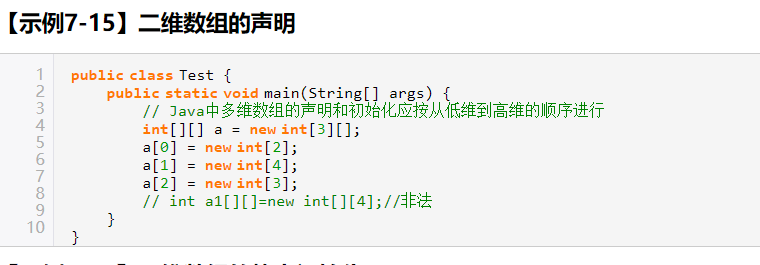 【示例7-15】二维数组的声明
1 public class Test {
2 public static void main(String[] args) {
3 // Java中多维数组的声明和初始化应按从低维到高维的顺序进行
4 int[][] a = new int[3][];
5 a[0] = new int[2];
6 a[1] = new int[4];
7 a[2] = new int[3];
8 // int a1[][]=new int[][4];//非法
9 }
10 }